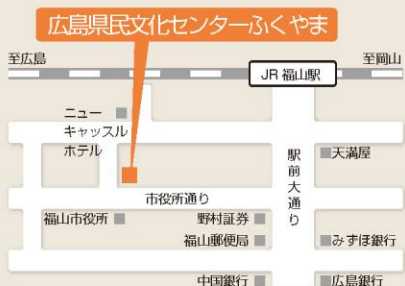 広島県民文化センターふくやま
至広島
至岡山
JR 福山駅
ニュー
キャッスル
ホテル
駅前大通り
天満屋
市役所通り
福山市役所
野村証券
福山郵便局
みずほ銀行
中国銀行
広島銀行